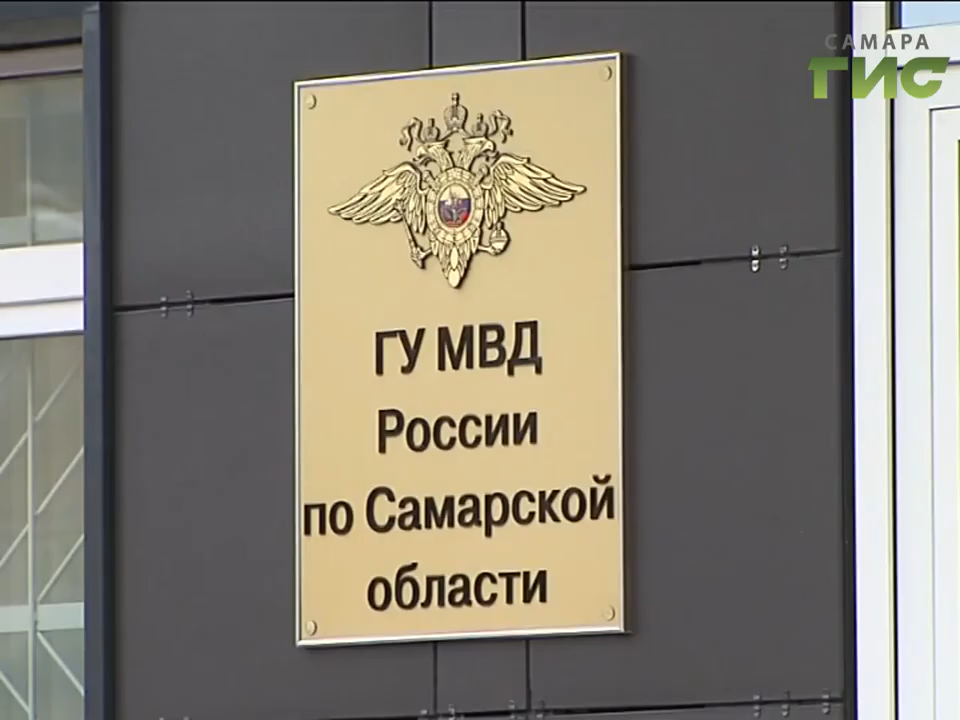 САМАРА
ГИС
ГУ МВД
России
по Самарской
области